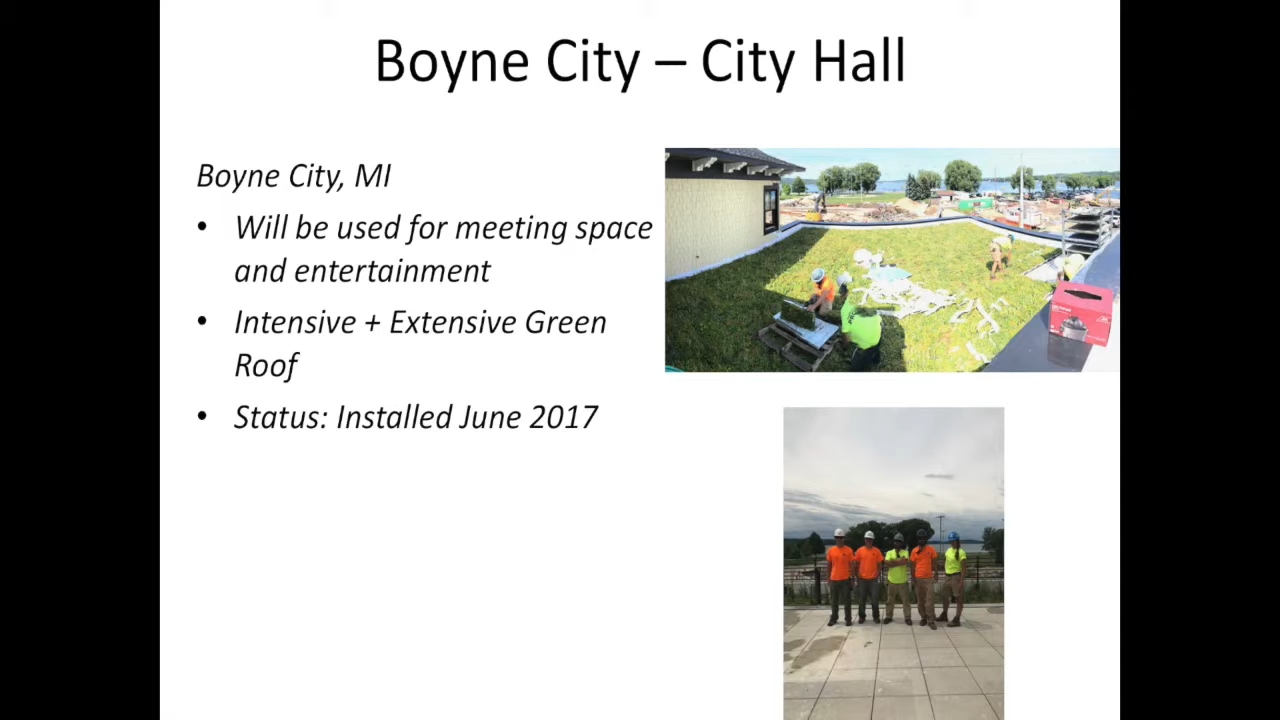 Boyne City – City Hall
Boyne City, MI
• Will be used for meeting space
and entertainment
• Intensive + Extensive Green
Roof
• Status: Installed June 2017